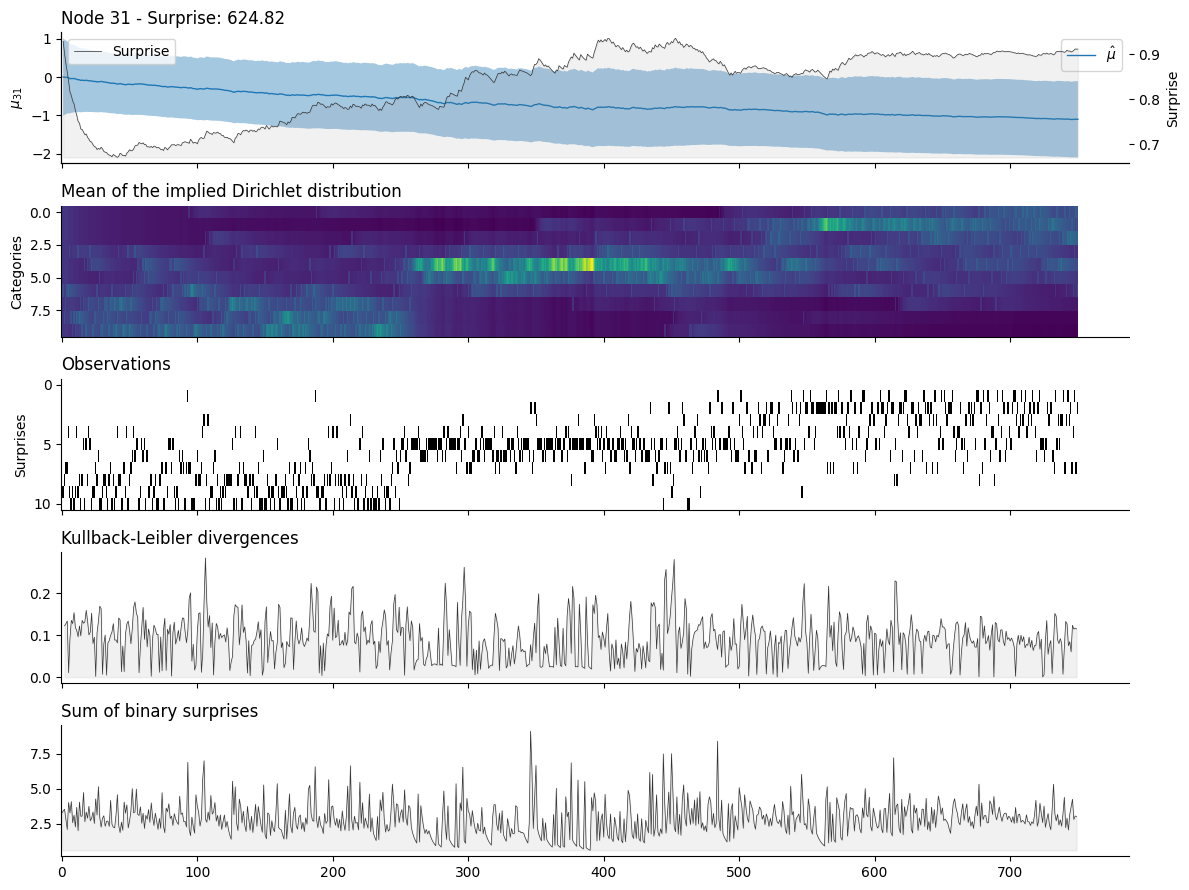 Node 31 - Surprise: 624.82
1
0
−1
−2
μ31
Surprise
μ̂
0.9
0.8
0.7
Surprise
Mean of the implied Dirichlet distribution
0.0
2.5
5.0
7.5
Categories
Observations
0
5
10
Surprises
Kullback-Leibler divergences
0.2
0.1
0.0
Sum of binary surprises
7.5
5.0
2.5
0 100 200 300 400 500 600 700